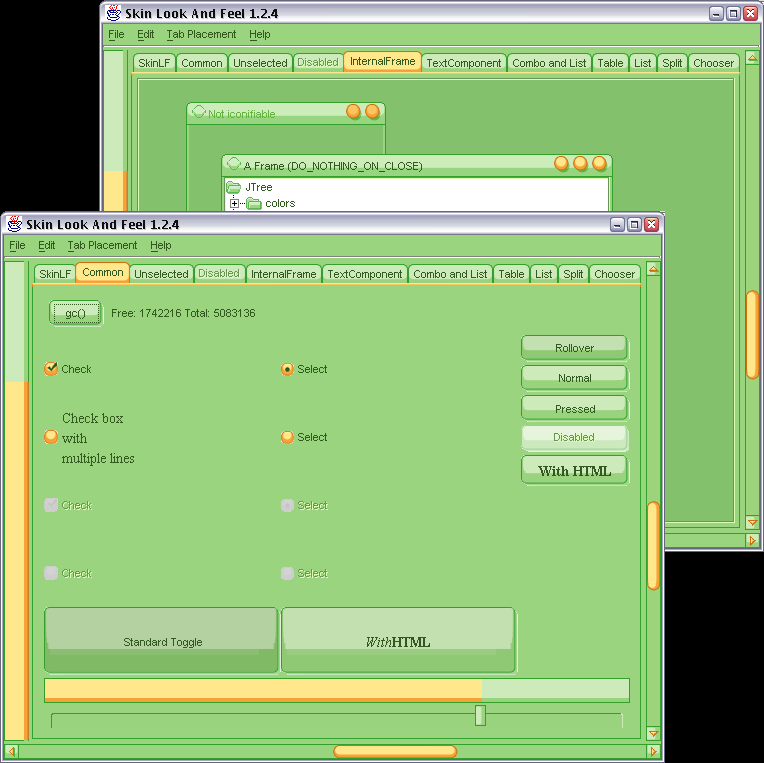 Skin Look And Feel 1.2.4
File Edit Tab Placement Help
SkinLF Common Unselected Disabled InternalFrame TextComponent Combo and List Table List Split Chooser
Not iconifiable
A Frame (DO_NOTHING_ON_CLOSE)
JTree
colors
Skin Look And Feel 1.2.4
File Edit Tab Placement Help
SkinLF Common Unselected Disabled InternalFrame TextComponent Combo and List Table List Split Chooser
gc() Free: 1742216 Total: 5083136
Rollover
Check Select
Normal
Pressed
Check box
with
multiple lines
Select
Disabled
With HTML
Check Select
Check Select
Standard Toggle WithHTML